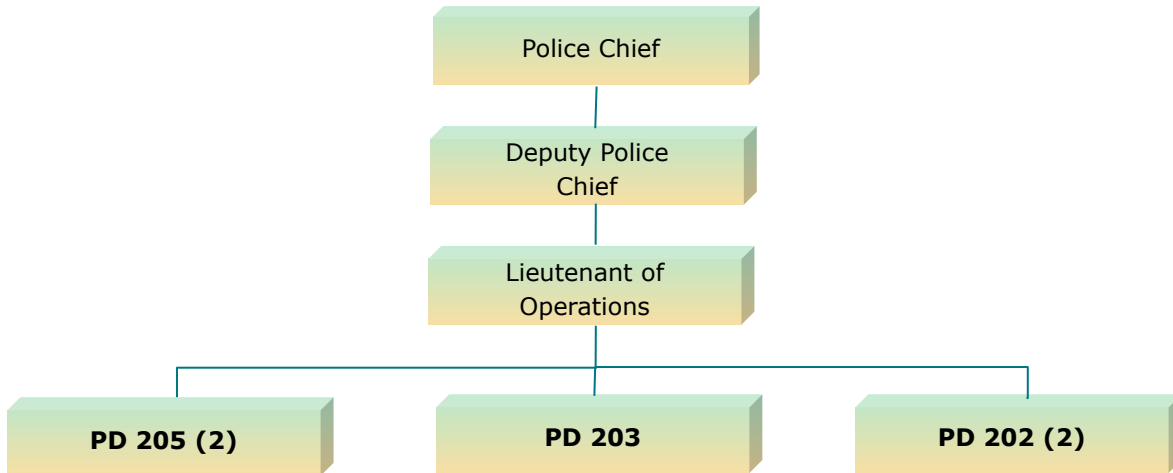 Police Chief
Deputy Police
Chief
Lieutenant of
Operations
PD 205 (2)
PD 203
PD 202 (2)